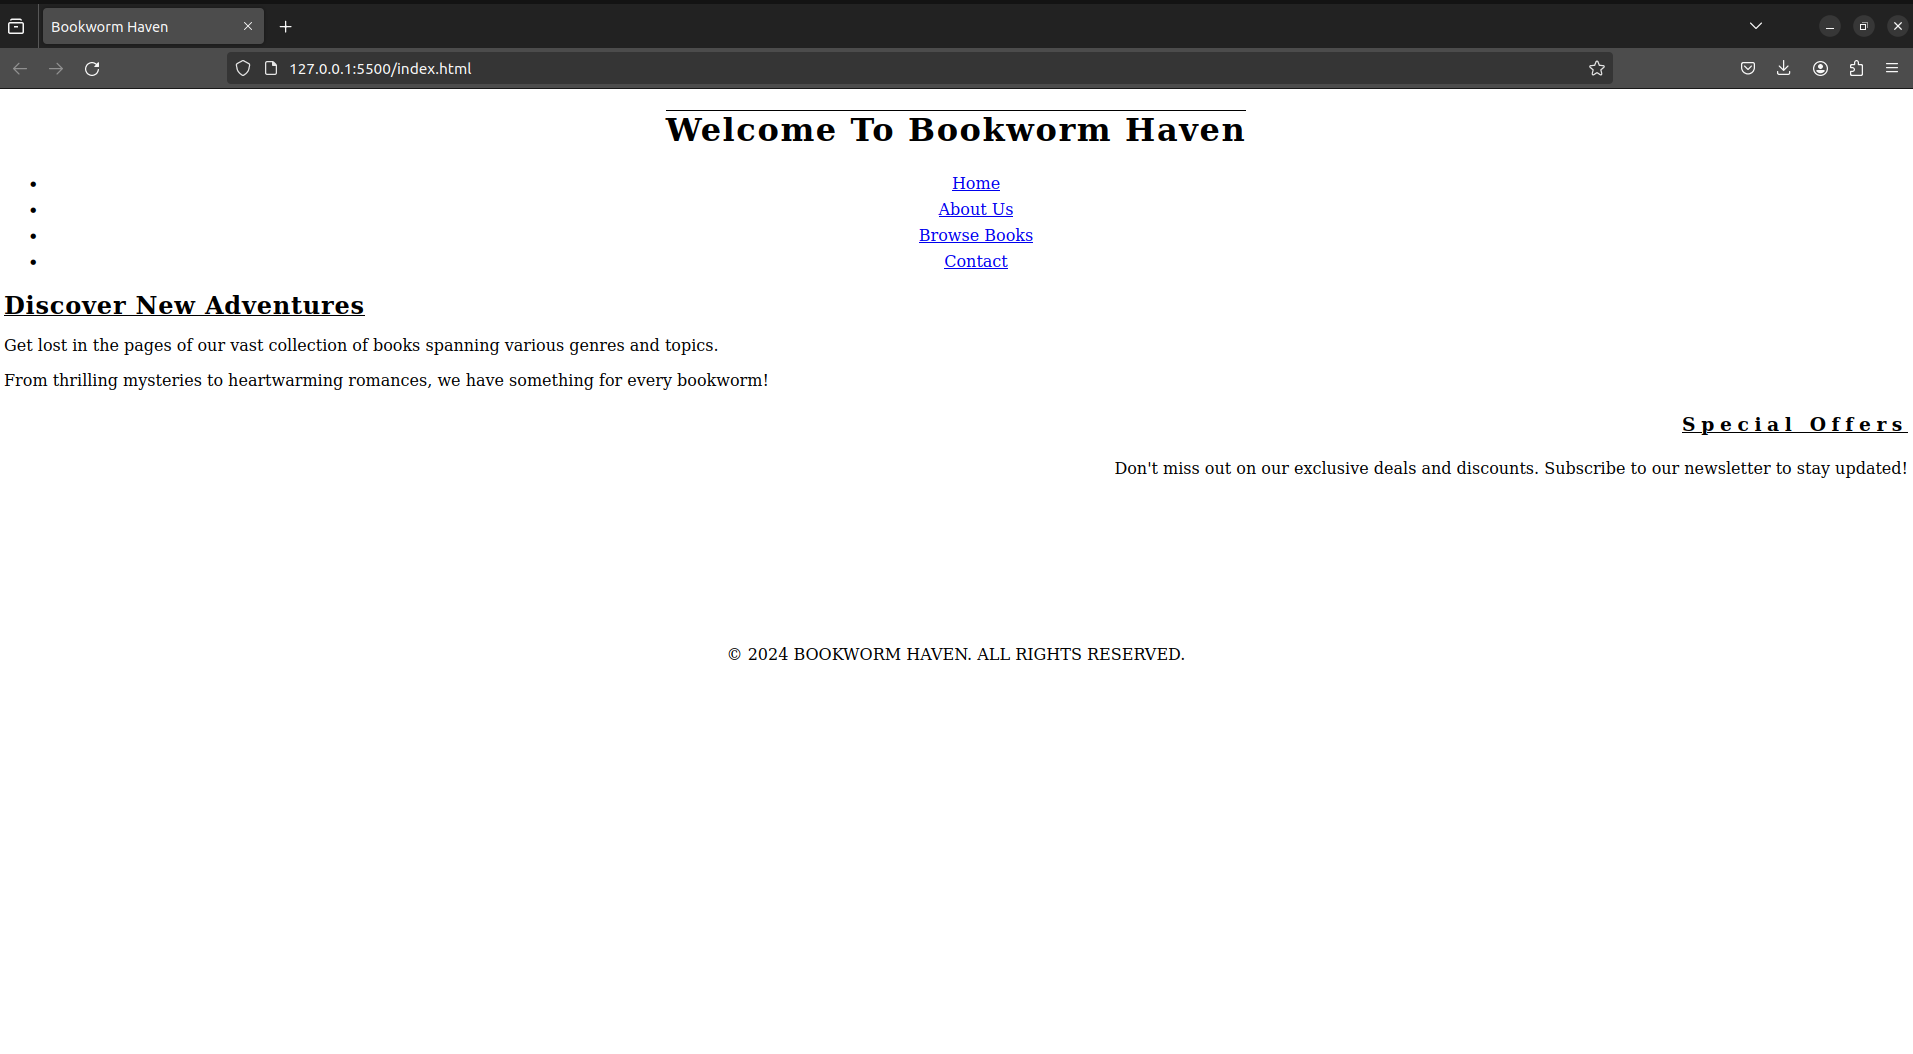 Bookworm Haven
127.0.0.1:5500/index.html
Welcome To Bookworm Haven
Home
About Us
Browse Books
Contact
Discover New Adventures
Get lost in the pages of our vast collection of books spanning various genres and topics.
From thrilling mysteries to heartwarming romances, we have something for every bookworm!
Special Offers
Don't miss out on our exclusive deals and discounts. Subscribe to our newsletter to stay updated!
© 2024 BOOKWORM HAVEN. ALL RIGHTS RESERVED.